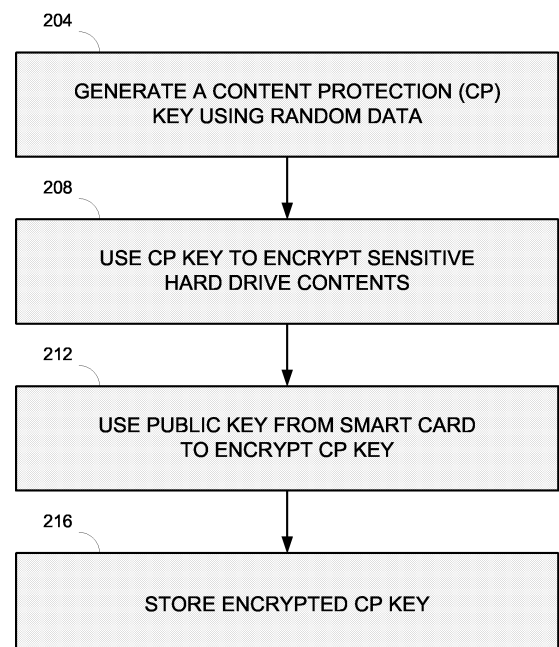 204
GENERATE A CONTENT PROTECTION (CP)
KEY USING RANDOM DATA
208
USE CP KEY TO ENCRYPT SENSITIVE
HARD DRIVE CONTENTS
212
USE PUBLIC KEY FROM SMART CARD
TO ENCRYPT CP KEY
216
STORE ENCRYPTED CP KEY